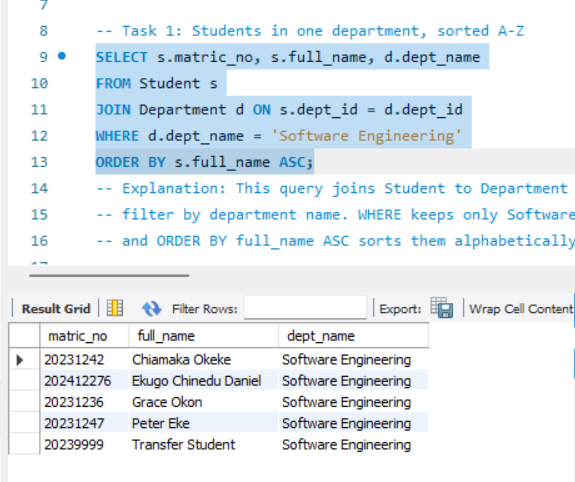 7
8 -- Task 1: Students in one department, sorted A-Z
9 SELECT s.matric_no, s.full_name, d.dept_name
10 FROM Student s
11 JOIN Department d ON s.dept_id = d.dept_id
12 WHERE d.dept_name = 'Software Engineering'
13 ORDER BY s.full_name ASC;
14 -- Explanation: This query joins Student to Department
15 -- filter by department name. WHERE keeps only Software
16 -- and ORDER BY full_name ASC sorts them alphabetically
17
Result Grid Filter Rows: Export: Wrap Cell Content
matric_no full_name dept_name
20231242 Chiamaka Okeke Software Engineering
202412276 Ekugo Chinedu Daniel Software Engineering
20231236 Grace Okon Software Engineering
20231247 Peter Eke Software Engineering
20239999 Transfer Student Software Engineering